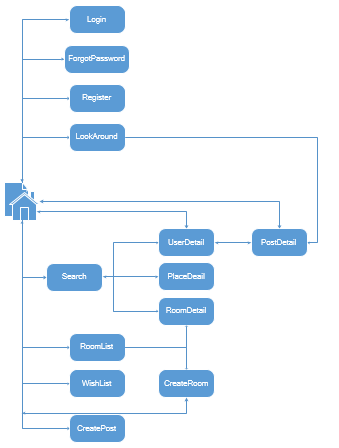 Login
ForgotPassword
Register
LookAround
UserDetail
PostDetail
Search
PlaceDeail
RoomDetail
RoomList
WishList
CreateRoom
CreatePost